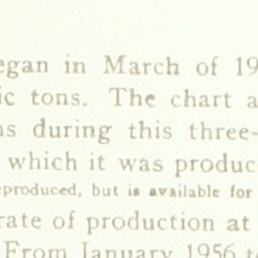 egan in March of 19
ic tons. The chart a
ns during this three-
which it was produc
eproduced, but is available for
rate of production at
From January 1956 to